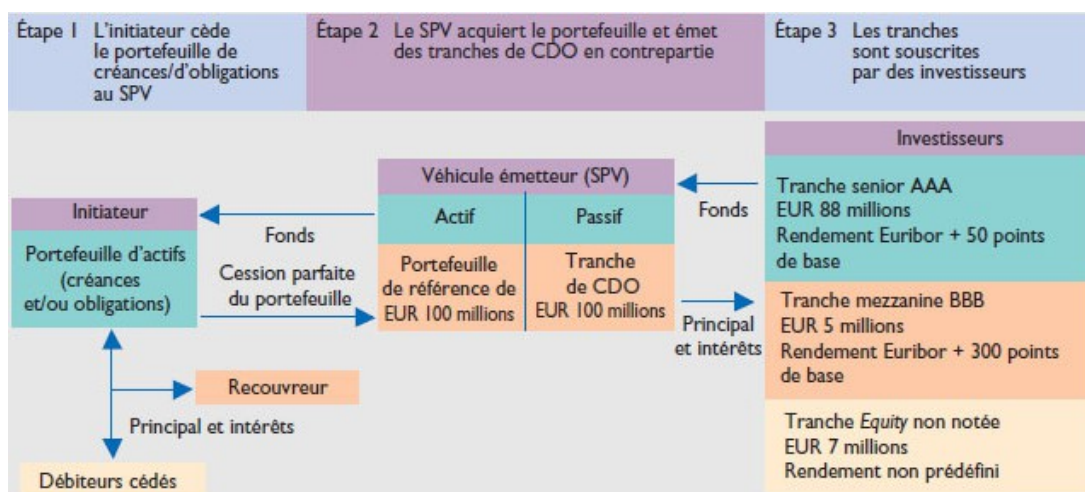 Étape 1 L'initiateur cède
le portefeuille de
créances/d'obligations
au SPV
Étape 2 Le SPV acquiert le portefeuille et émet
des tranches de CDO en contrepartie
Étape 3 Les tranches
sont souscrites
par des investisseurs
Initiateur
Portefeuille d'actifs
(créances
et/ou obligations)
Fonds
Cession parfaite
du portefeuille
Véhicule émetteur (SPV)
Actif
Passif
Portefeuille
de référence de
EUR 100 millions
Tranche
de CDO
EUR 100 millions
Fonds
Principal
et intérêts
Investisseurs
Tranche senior AAA
EUR 88 millions
Rendement Euribor + 50 points
de base
Tranche mezzanine BBB
EUR 5 millions
Rendement Euribor + 300 points
de base
Tranche Equity non notée
EUR 7 millions
Rendement non prédéfini
Recouvreur
Principal et intérêts
Débiteurs cédés